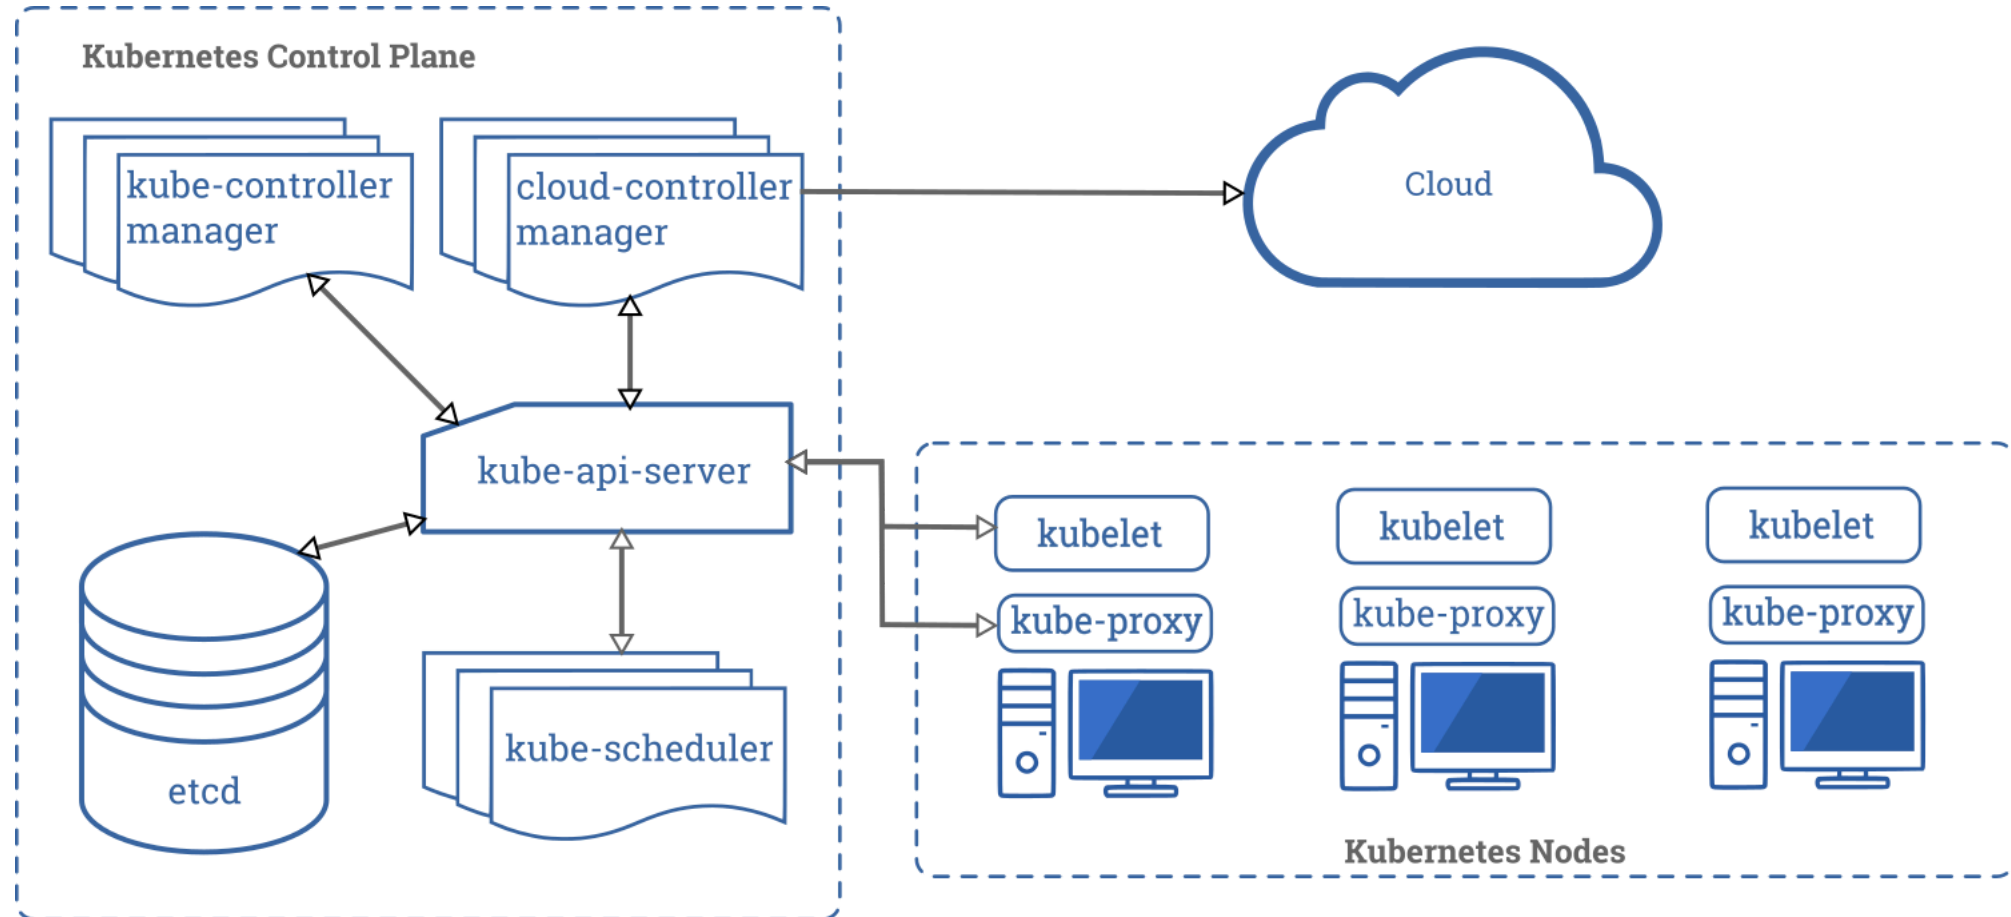 Kubernetes Control Plane
kube-controller
manager
cloud-controller
manager
Cloud
kube-api-server
etcd
kube-scheduler
kubelet
kube-proxy
kubelet
kube-proxy
kubelet
kube-proxy
Kubernetes Nodes